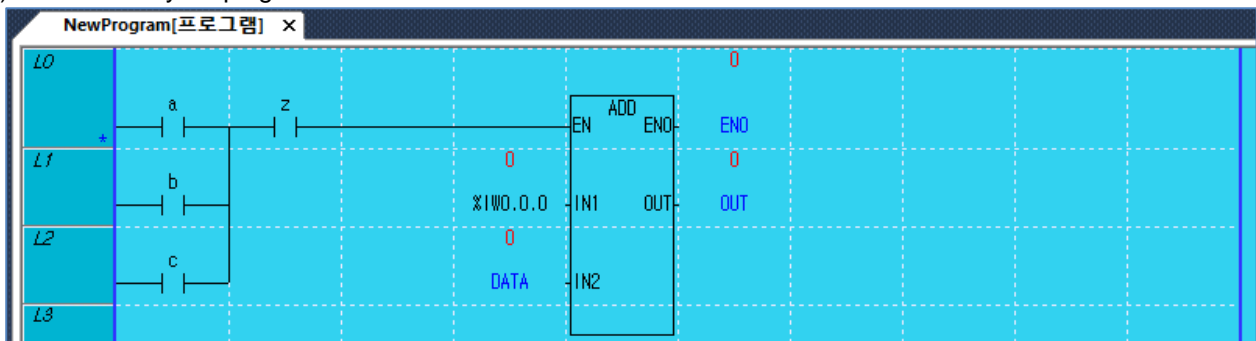 NewProgram[프로그램] ×
L0
0
a
z
ADD
EN
ENO
ENO
*
L1
0
0
b
%IW0.0.0
IN1
OUT
OUT
L2
0
c
DATA
IN2
L3